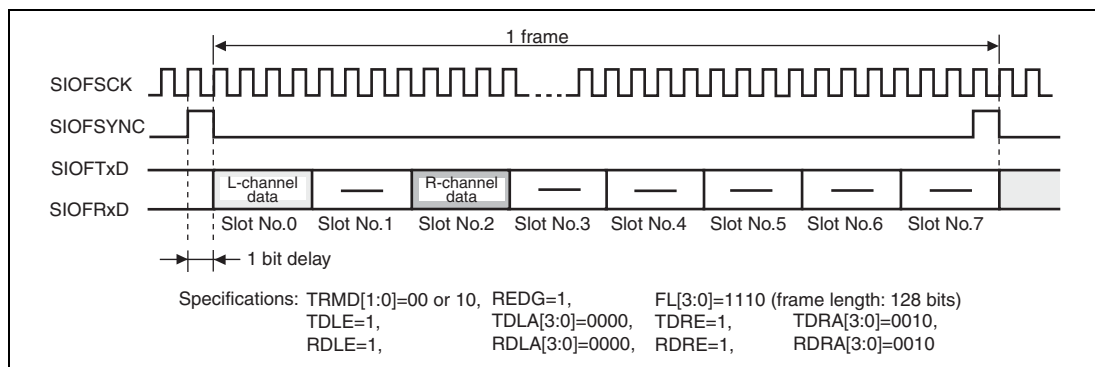 1 frame
SIOFSCK
SIOFSYNC
SIOFTxD
SIOFRxD
L-channel
data
R-channel
data
Slot No.0 Slot No.1 Slot No.2 Slot No.3 Slot No.4 Slot No.5 Slot No.6 Slot No.7
1 bit delay
Specifications: TRMD[1:0]=00 or 10, REDG=1, FL[3:0]=1110 (frame length: 128 bits)
TDLE=1, TDLA[3:0]=0000, TDRE=1, TDRA[3:0]=0010,
RDLE=1, RDLA[3:0]=0000, RDRE=1, RDRA[3:0]=0010